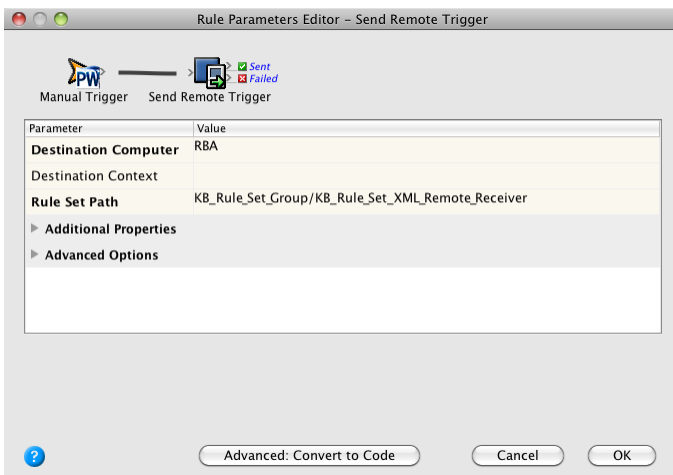 Rule Parameters Editor – Send Remote Trigger
PW
Sent
Failed
Manual Trigger Send Remote Trigger
Parameter Value
Destination Computer RBA
Destination Context
Rule Set Path KB_Rule_Set_Group/KB_Rule_Set_XML_Remote_Receiver
Additional Properties
Advanced Options
? Advanced: Convert to Code Cancel OK